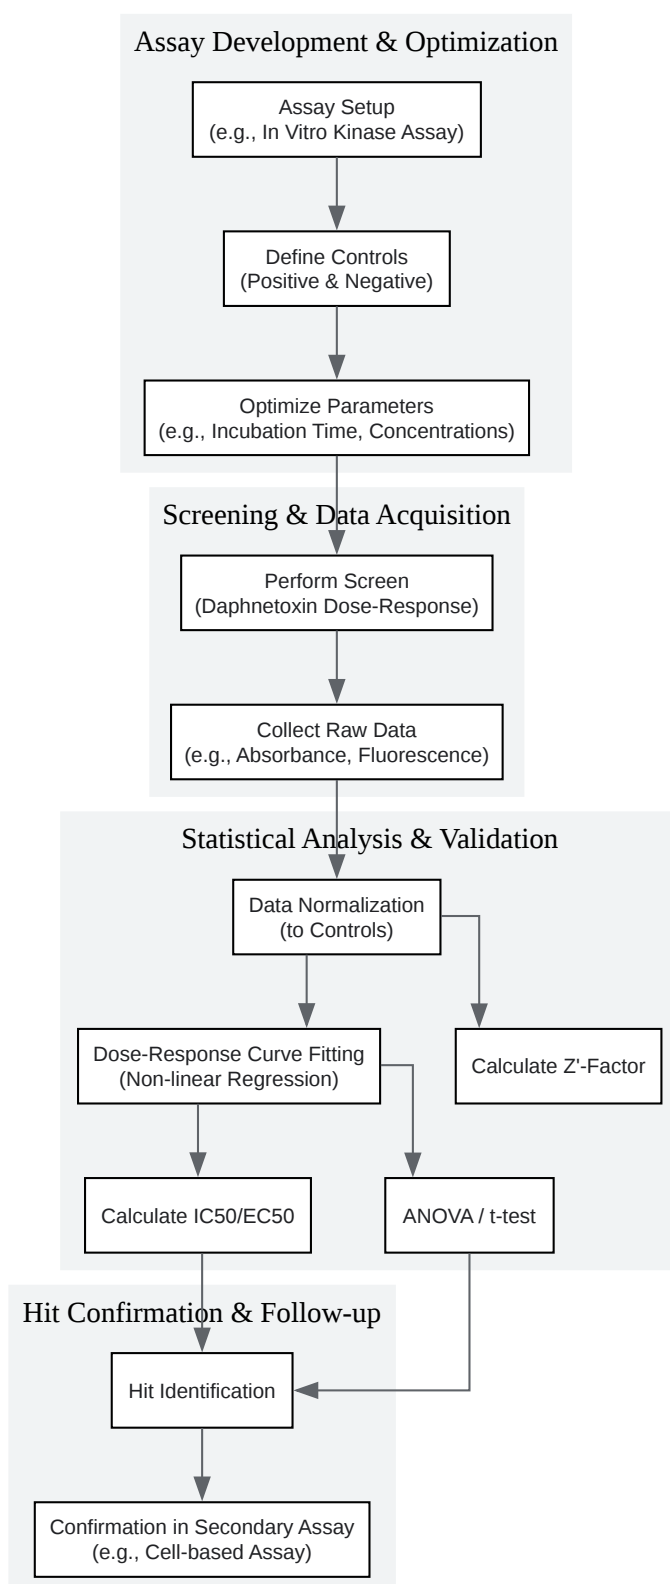 Assay Development & Optimization
Assay Setup
(e.g., In Vitro Kinase Assay)
Define Controls
(Positive & Negative)
Optimize Parameters
(e.g., Incubation Time, Concentrations)
Screening & Data Acquisition
Perform Screen
(Daphnetoxin Dose-Response)
Collect Raw Data
(e.g., Absorbance, Fluorescence)
Statistical Analysis & Validation
Data Normalization
(to Controls)
Dose-Response Curve Fitting
(Non-linear Regression)
Calculate Z'-Factor
Calculate IC50/EC50
ANOVA / t-test
Hit Confirmation & Follow-up
Hit Identification
Confirmation in Secondary Assay
(e.g., Cell-based Assay)